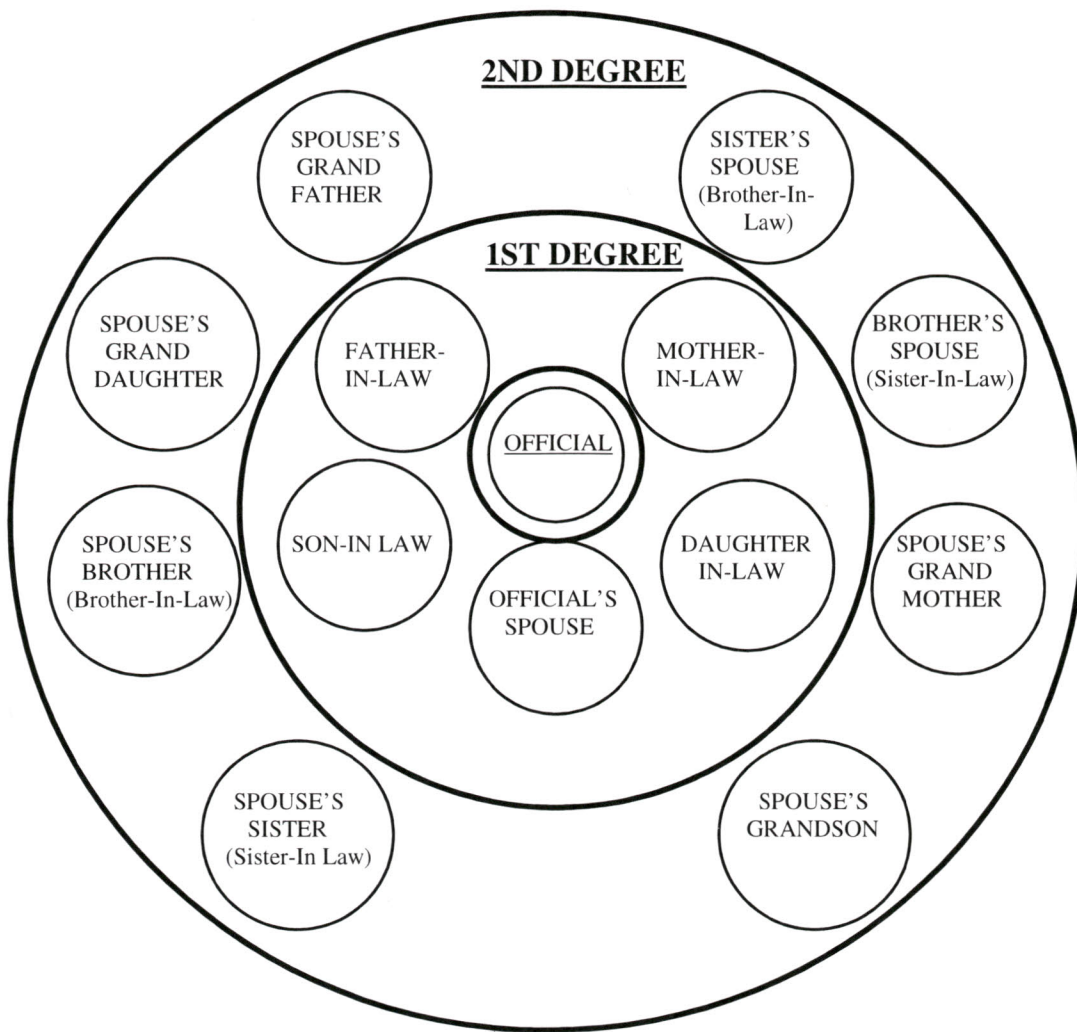 2ND DEGREE
SPOUSE'S
GRAND
FATHER
SISTER'S
SPOUSE
(Brother-In-
Law)
1ST DEGREE
SPOUSE'S
GRAND
DAUGHTER
FATHER-
IN-LAW
MOTHER-
IN-LAW
BROTHER'S
SPOUSE
(Sister-In-Law)
OFFICIAL
SPOUSE'S
BROTHER
(Brother-In-Law)
SON-IN LAW
OFFICIAL'S
SPOUSE
DAUGHTER
IN-LAW
SPOUSE'S
GRAND
MOTHER
SPOUSE'S
SISTER
(Sister-In Law)
SPOUSE'S
GRANDSON